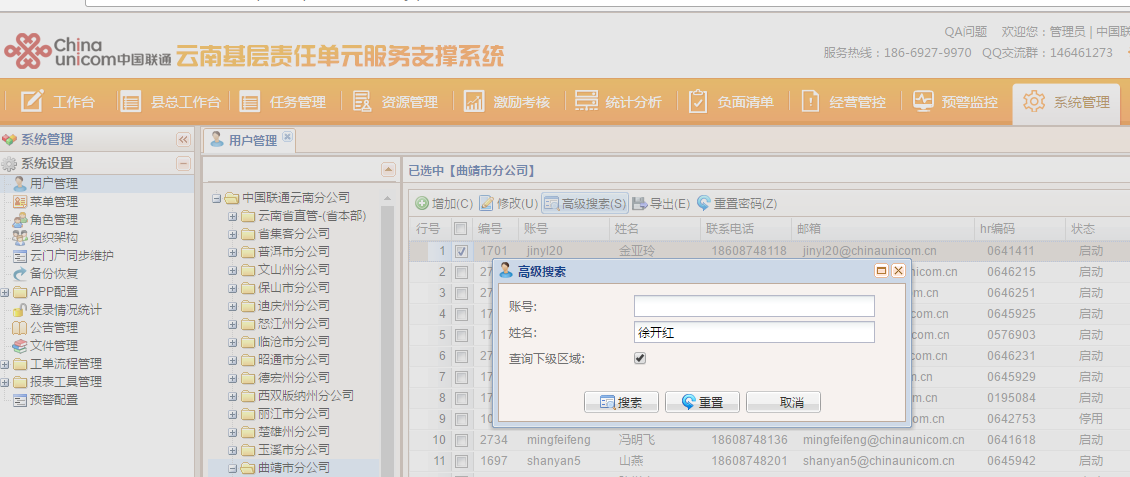 QA问题 欢迎您：管理员 | 中国联
China unicom中国联通 云南基层责任单元服务支撑系统
服务热线：186-6927-9970 QQ交流群：146461273
工作台 县总工作台 任务管理 资源管理 激励考核 统计分析 负面清单 经营管控 预警监控 系统管理
系统管理
用户管理
系统设置
用户管理
菜单管理
角色管理
组织架构
云门户同步维护
备份恢复
APP配置
登录情况统计
公告管理
文件管理
工单流程管理
报表工具管理
预警配置
中国联通云南分公司
云南省直管-(省本部)
省集客分公司
普洱市分公司
文山州分公司
保山市分公司
迪庆州分公司
怒江州分公司
临沧市分公司
昭通市分公司
德宏州分公司
西双版纳州分公司
丽江市分公司
楚雄州分公司
玉溪市分公司
曲靖市分公司
已选中【曲靖市分公司】
增加(C) 修改(U) 高级搜索(S) 导出(E) 重置密码(Z)
行号 编号 账号 姓名 联系电话 邮箱 hr编码 状态
1 1701 jinyl20 金亚玲 18608748118 jinyl20@chinaunicom.cn 0641411 启动
2 27 com.cn 0646215 启动
3 17 .cn 0646251 启动
4 17 m.cn 0645925 启动
5 17 m.cn 0576903 启动
6 27 com.cn 0646231 启动
7 17 m.cn 0645929 启动
8 17 .cn 0195084 启动
9 10 m.cn 0642753 停用
10 2734 mingfeifeng 冯明飞 18608748136 mingfeifeng@chinaunicom.cn 0641618 启动
11 1697 shanyan5 山燕 18608748201 shanyan5@chinaunicom.cn 0645942 启动
高级搜索
账号:
姓名: 徐开红
查询下级区域:
搜索 重置 取消